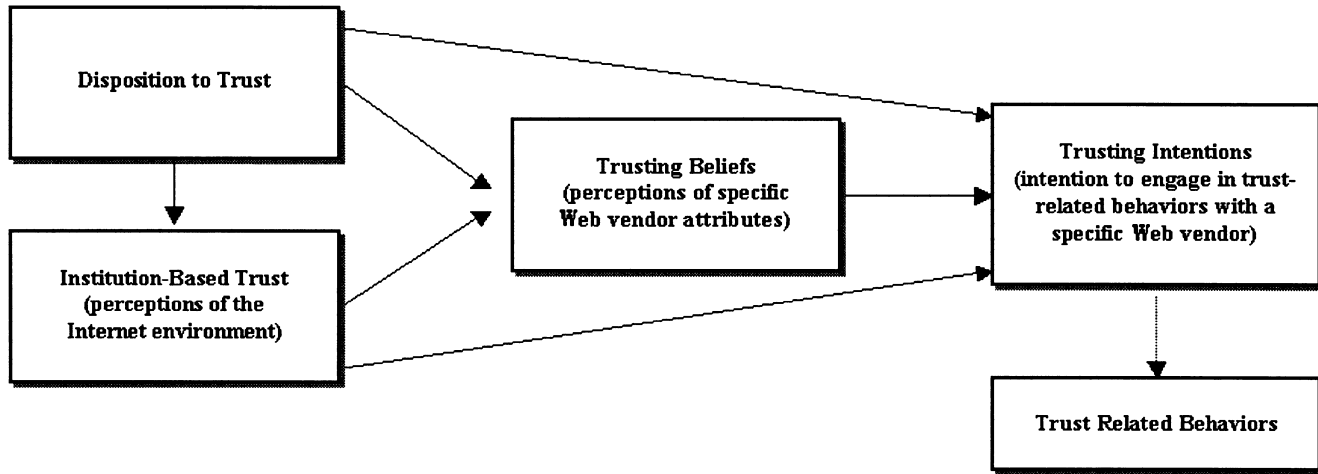 Disposition to Trust
Institution-Based Trust
(perceptions of the
Internet environment)
Trusting Beliefs
(perceptions of specific
Web vendor attributes)
Trusting Intentions
(intention to engage in trust-
related behaviors with a
specific Web vendor)
Trust Related Behaviors